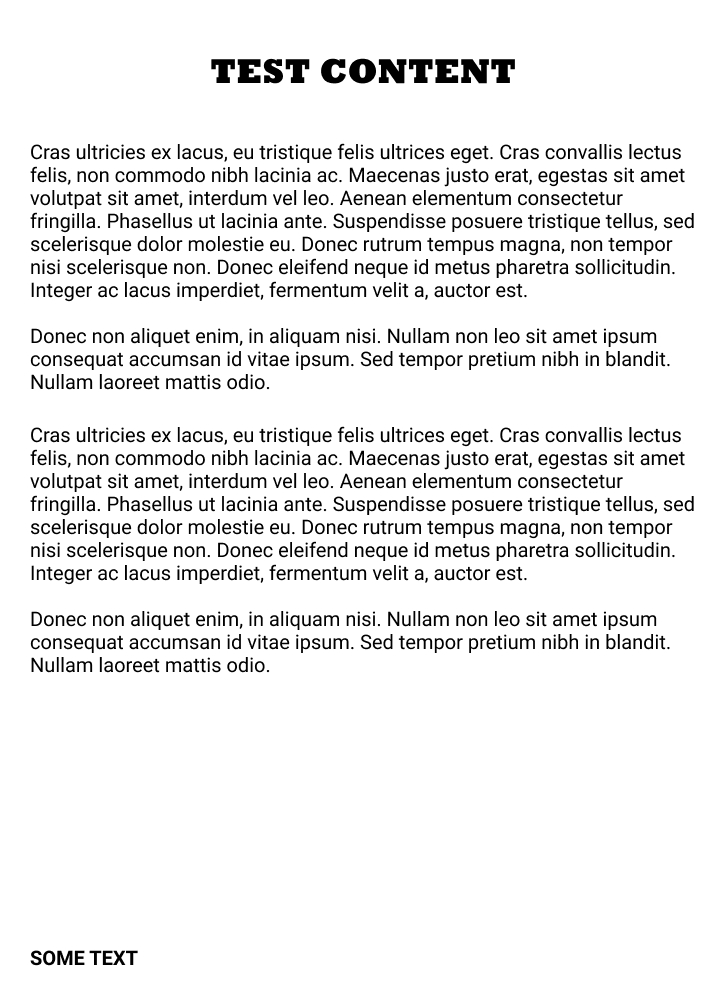 TEST CONTENT
Cras ultricies ex lacus, eu tristique felis ultrices eget. Cras convallis lectus
felis, non commodo nibh lacinia ac. Maecenas justo erat, egestas sit amet
volutpat sit amet, interdum vel leo. Aenean elementum consectetur
fringilla. Phasellus ut lacinia ante. Suspendisse posuere tristique tellus, sed
scelerisque dolor molestie eu. Donec rutrum tempus magna, non tempor
nisi scelerisque non. Donec eleifend neque id metus pharetra sollicitudin.
Integer ac lacus imperdiet, fermentum velit a, auctor est.
Donec non aliquet enim, in aliquam nisi. Nullam non leo sit amet ipsum
consequat accumsan id vitae ipsum. Sed tempor pretium nibh in blandit.
Nullam laoreet mattis odio.
Cras ultricies ex lacus, eu tristique felis ultrices eget. Cras convallis lectus
felis, non commodo nibh lacinia ac. Maecenas justo erat, egestas sit amet
volutpat sit amet, interdum vel leo. Aenean elementum consectetur
fringilla. Phasellus ut lacinia ante. Suspendisse posuere tristique tellus, sed
scelerisque dolor molestie eu. Donec rutrum tempus magna, non tempor
nisi scelerisque non. Donec eleifend neque id metus pharetra sollicitudin.
Integer ac lacus imperdiet, fermentum velit a, auctor est.
Donec non aliquet enim, in aliquam nisi. Nullam non leo sit amet ipsum
consequat accumsan id vitae ipsum. Sed tempor pretium nibh in blandit.
Nullam laoreet mattis odio.
SOME TEXT